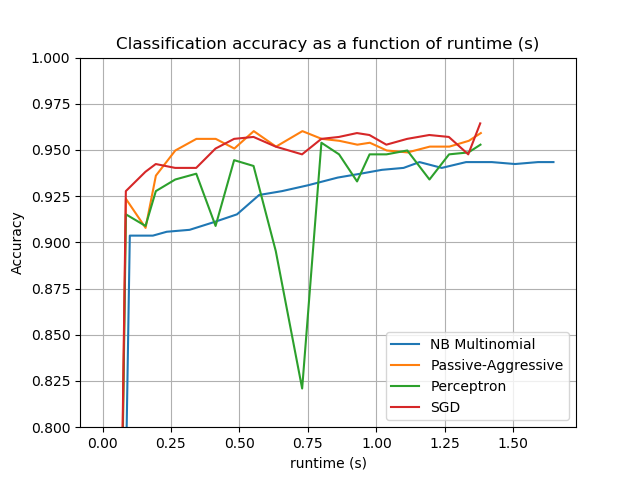 Classification accuracy as a function of runtime (s)
1.000
0.975
0.950
0.925
0.900
0.875
0.850
0.825
0.800
Accuracy
NB Multinomial
Passive-Aggressive
Perceptron
SGD
0.00 0.25 0.50 0.75 1.00 1.25 1.50
runtime (s)